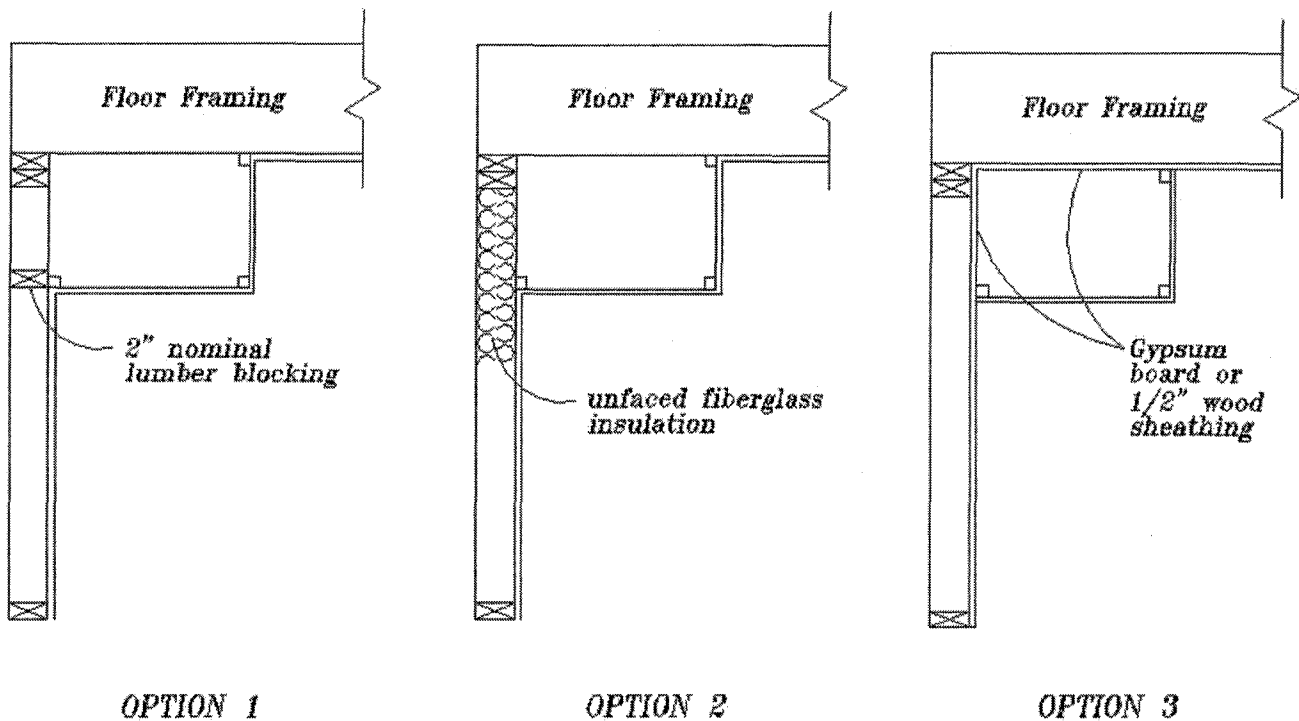 Floor Framing
2" nominal
lumber blocking
OPTION 1
Floor Framing
unfaced fiberglass
insulation
OPTION 2
Floor Framing
Gypsum
board or
1/2" wood
sheathing
OPTION 3